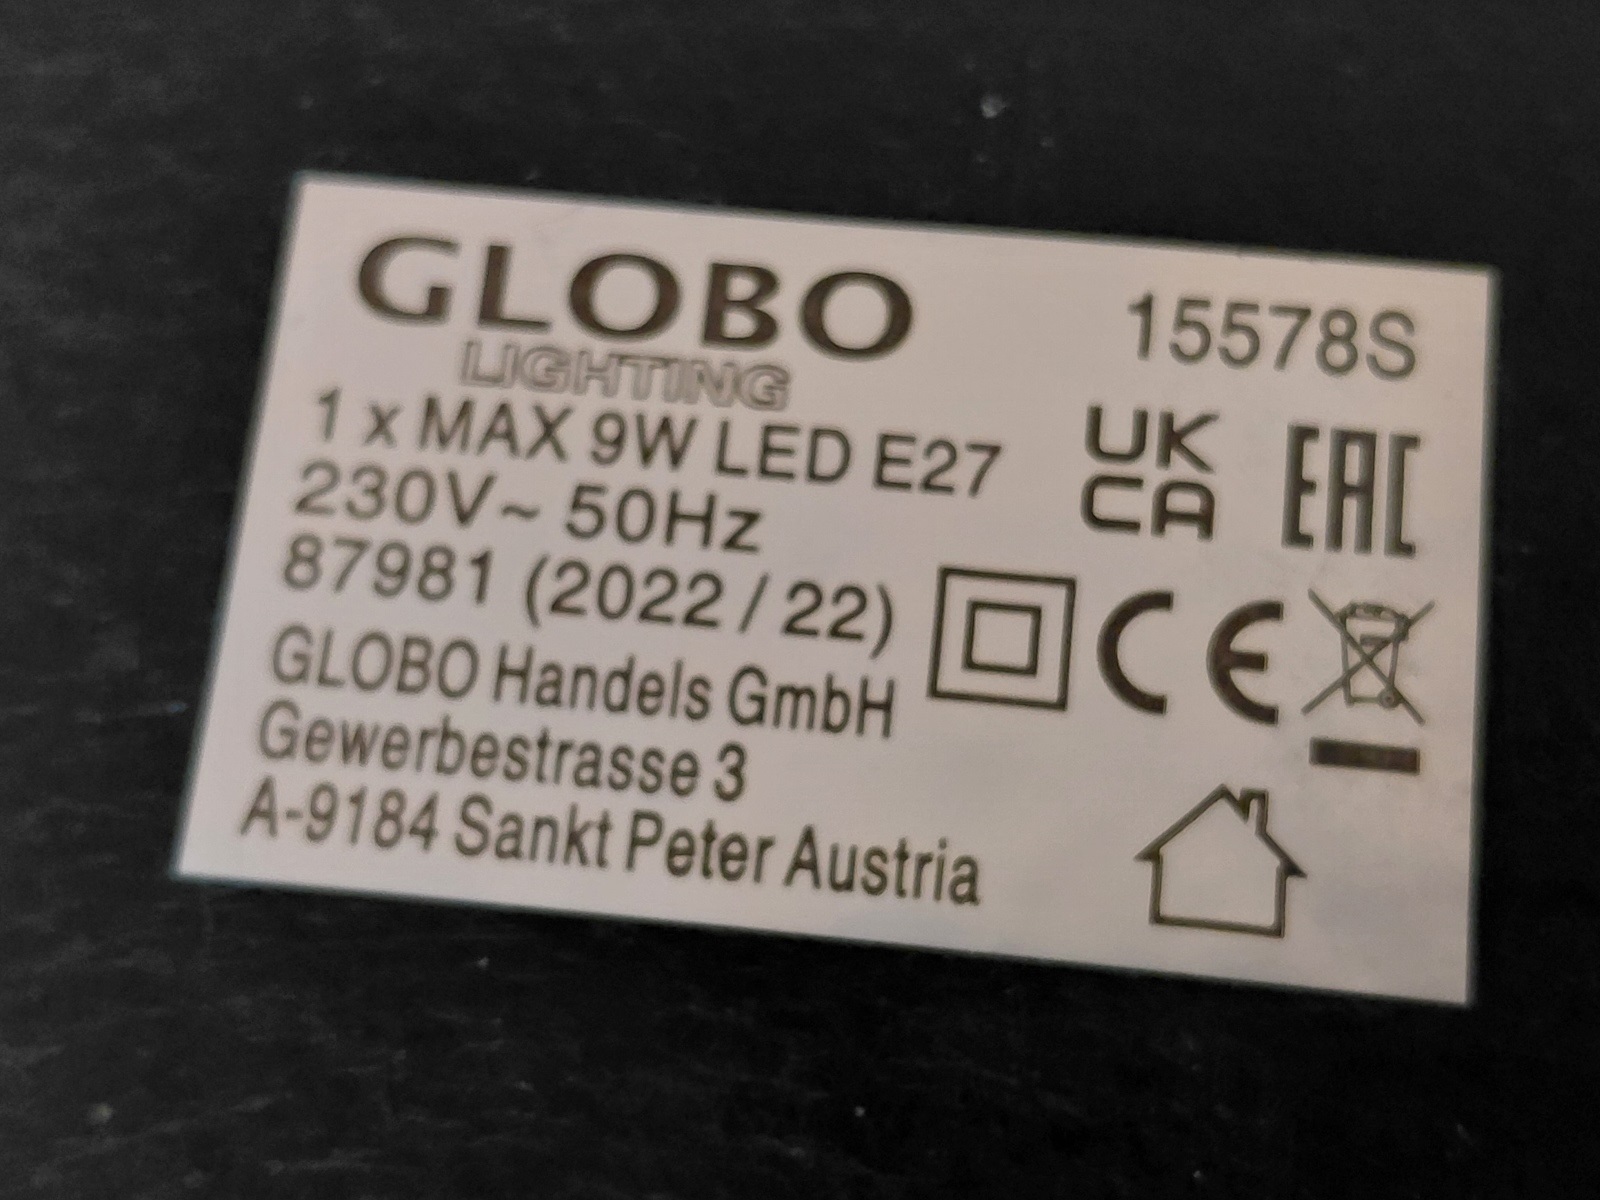 GLOBO
LIGHTING
15578S
1 x MAX 9W LED E27
230V~ 50Hz
87981 (2022 / 22)
GLOBO Handels GmbH
Gewerbestrasse 3
A-9184 Sankt Peter Austria
UK
CA
EAC
CE